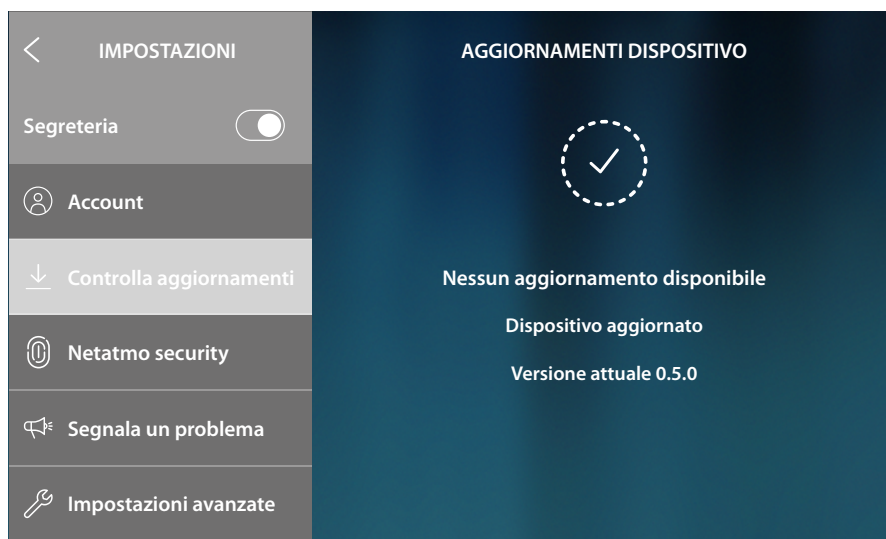 IMPOSTAZIONI
Segreteria
Account
Controlla aggiornamenti
Netatmo security
Segnala un problema
Impostazioni avanzate
AGGIORNAMENTI DISPOSITIVO
Nessun aggiornamento disponibile
Dispositivo aggiornato
Versione attuale 0.5.0